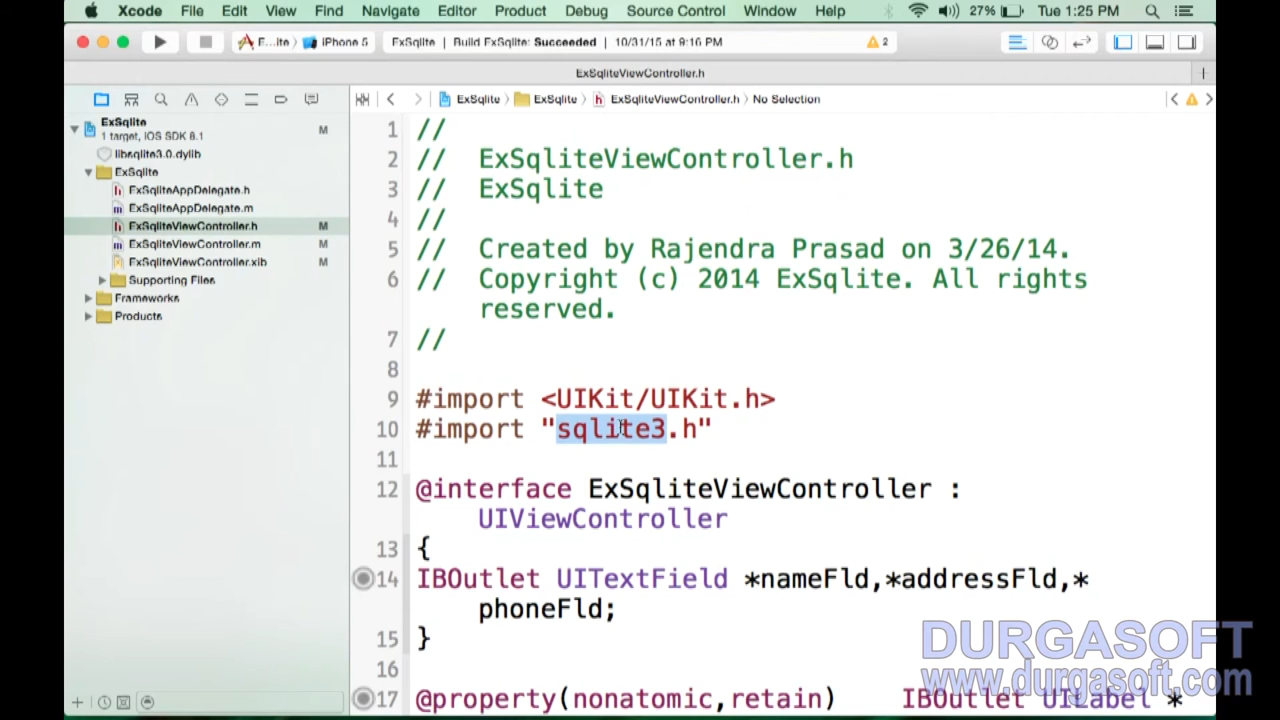 Xcode File Edit View Find Navigate Editor Product Debug Source Control Window Help 27% Tue 1:25 PM
E...ite iPhone 5 ExSqlite | Build ExSqlite: Succeeded | 10/31/15 at 9:16 PM 2
ExSqliteViewController.h
ExSqlite ExSqlite ExSqliteViewController.h No Selection
ExSqlite
1 target, iOS SDK 8.1 M
libsqlite3.0.dylib
ExSqlite
ExSqliteAppDelegate.h
ExSqliteAppDelegate.m
ExSqliteViewController.h M
ExSqliteViewController.m M
ExSqliteViewController.xib M
Supporting Files
Frameworks
Products
1 //
2 // ExSqliteViewController.h
3 // ExSqlite
4 //
5 // Created by Rajendra Prasad on 3/26/14.
6 // Copyright (c) 2014 ExSqlite. All rights
reserved.
7 //
8
9 #import <UIKit/UIKit.h>
10 #import "sqlite3.h"
11
12 @interface ExSqliteViewController :
UIViewController
13 {
14 IBOutlet UITextField *nameFld,*addressFld,*
phoneFld;
15 }
16
17 @property(nonatomic,retain) IBOutlet UILabel *
DURGASOFT
www.durgasoft.com